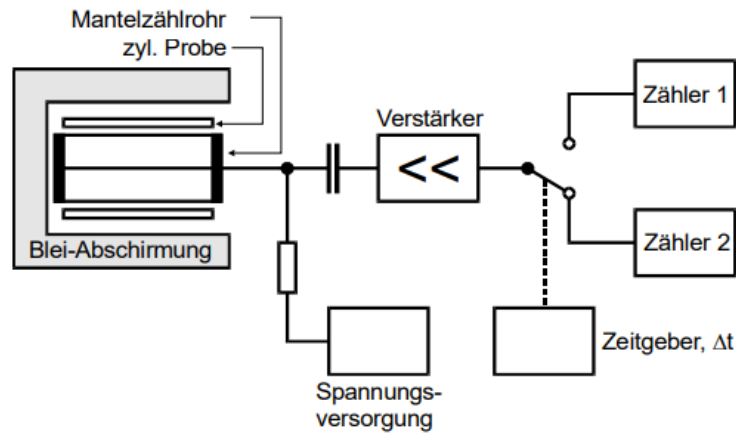 Mantelzählrohr
zyl. Probe
Verstärker
<<
Zähler 1
Blei-Abschirmung
Zähler 2
Zeitgeber, Δt
Spannungs-
versorgung